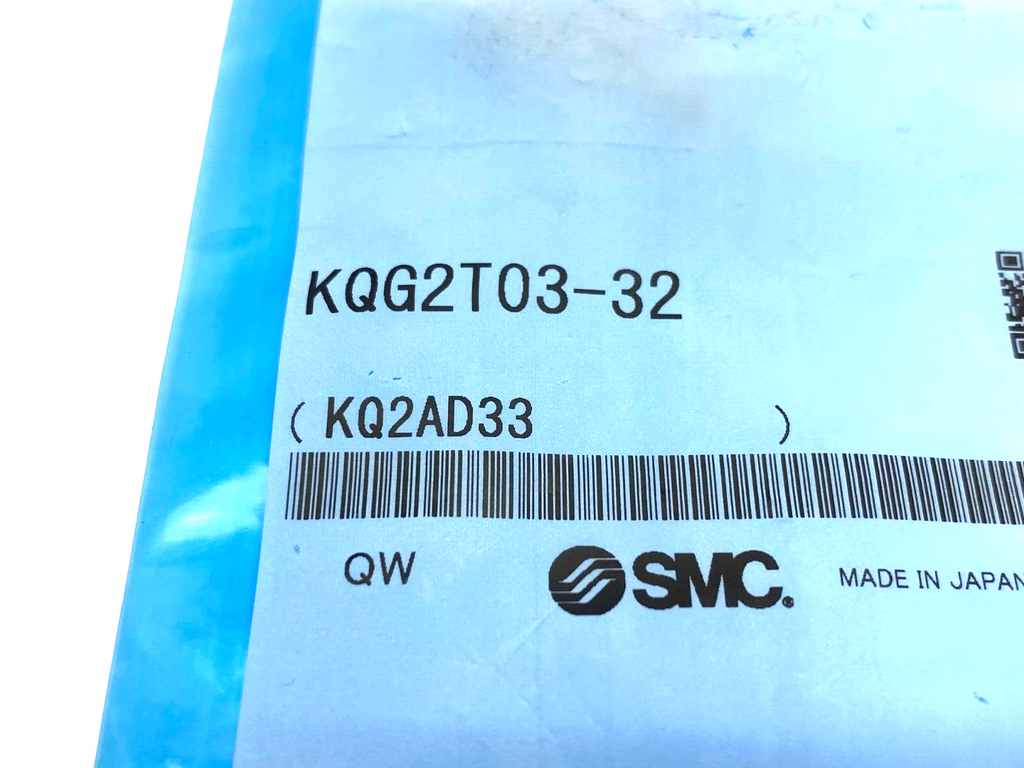 KQG2T03-32
( KQ2AD33 )
QW SMC® MADE IN JAPAN